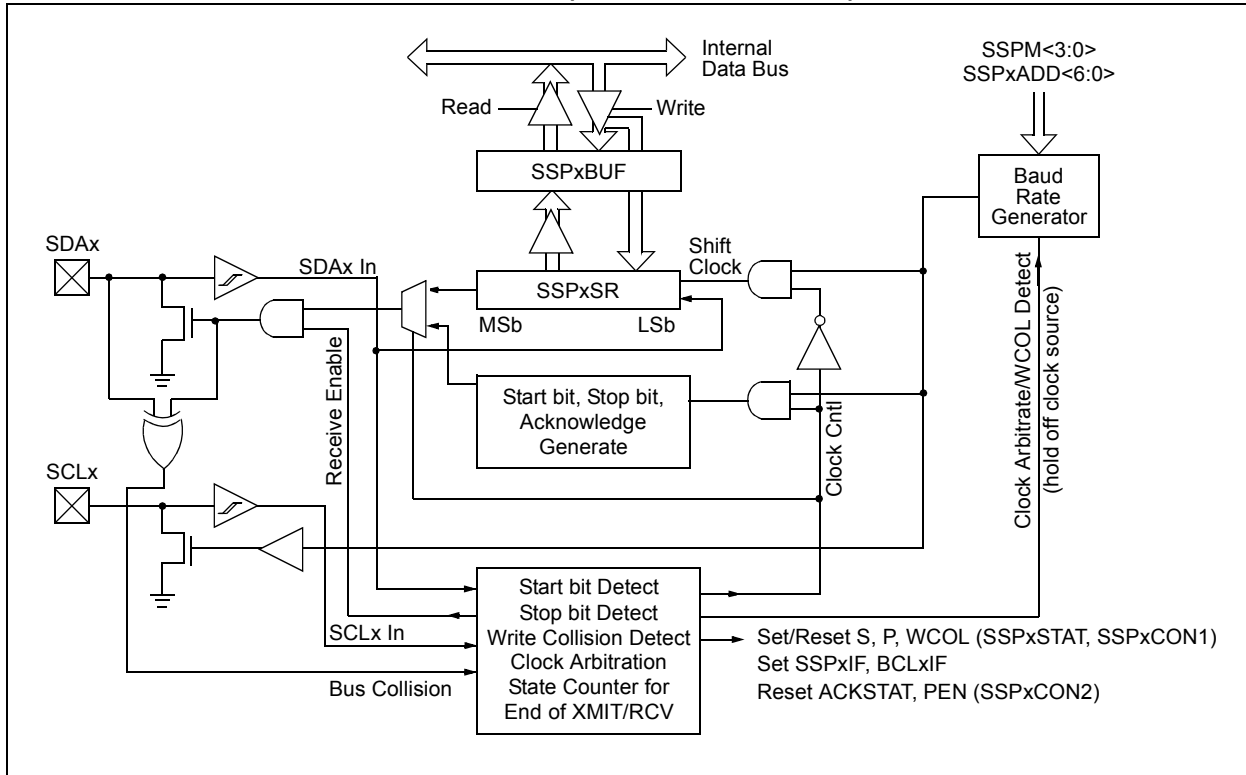 Internal
Data Bus
SSPM<3:0>
SSPxADD<6:0>
Read
Write
SSPxBUF
Baud
Rate
Generator
SDAx
SDAx In
Shift
Clock
SSPxSR
MSb
LSb
Receive Enable
Start bit, Stop bit,
Acknowledge
Generate
Clock Cntl
Clock Arbitrate/WCOL Detect
(hold off clock source)
SCLx
SCLx In
Bus Collision
Start bit Detect
Stop bit Detect
Write Collision Detect
Clock Arbitration
State Counter for
End of XMIT/RCV
Set/Reset S, P, WCOL (SSPxSTAT, SSPxCON1)
Set SSPxIF, BCLxIF
Reset ACKSTAT, PEN (SSPxCON2)